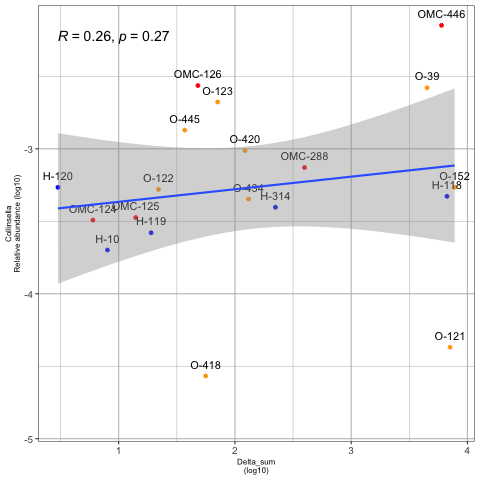 OMC-446
R = 0.26, p = 0.27
OMC-126
O-39
O-123
O-445
O-420
-3
OMC-288
H-120
O-122
O-152
H-118
O-434
H-314
OMC-124
OMC-125
H-119
H-10
Collinsella
Relative abundance (log10)
-4
O-121
O-418
-5
1
2
3
4
Delta_sum
(log10)